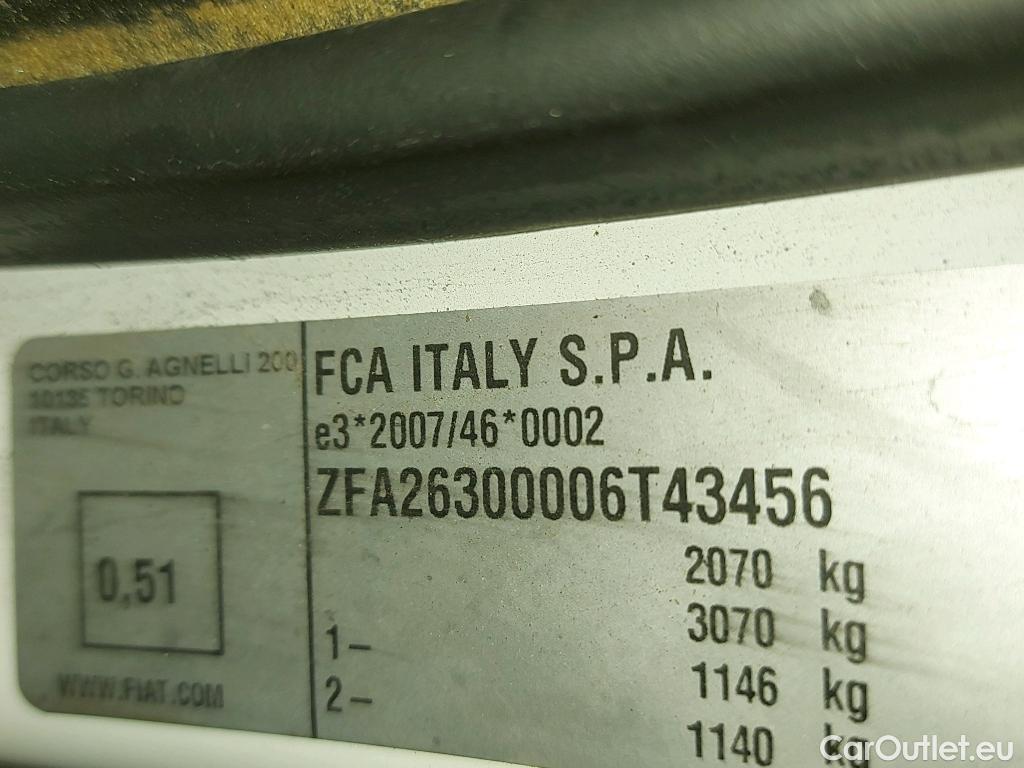 CORSO G. AGNELLI 200
10135 TORINO
ITALY
0,51
WWW.FIAT.COM
FCA ITALY S.P.A.
e3*2007/46*0002
ZFA26300006T43456
2070 kg
3070 kg
1– 1146 kg
2– 1140 kg
CarOutlet.eu